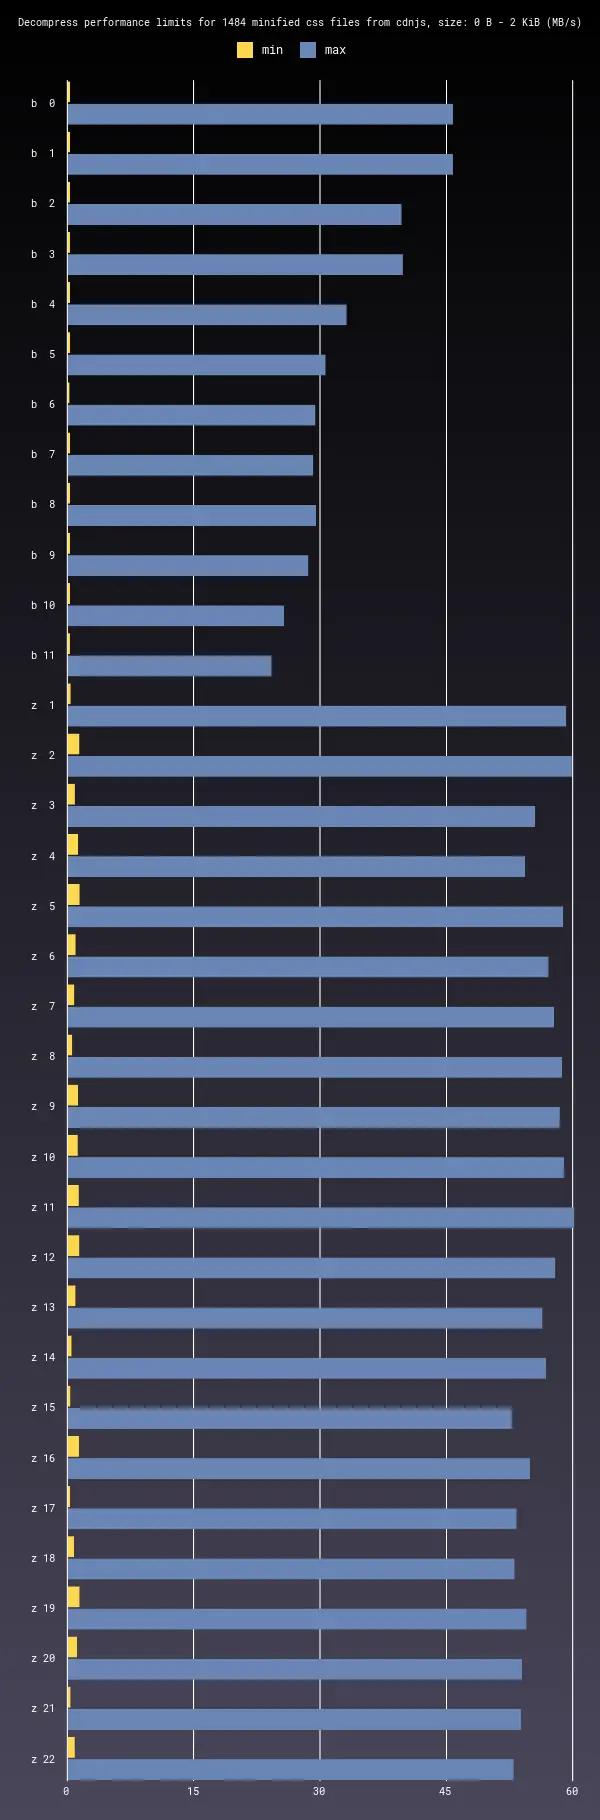 Decompress performance limits for 1484 minified css files from cdnjs, size: 0 B - 2 KiB (MB/s)
min max
b 0
b 1
b 2
b 3
b 4
b 5
b 6
b 7
b 8
b 9
b 10
b 11
z 1
z 2
z 3
z 4
z 5
z 6
z 7
z 8
z 9
z 10
z 11
z 12
z 13
z 14
z 15
z 16
z 17
z 18
z 19
z 20
z 21
z 22
0 15 30 45 60